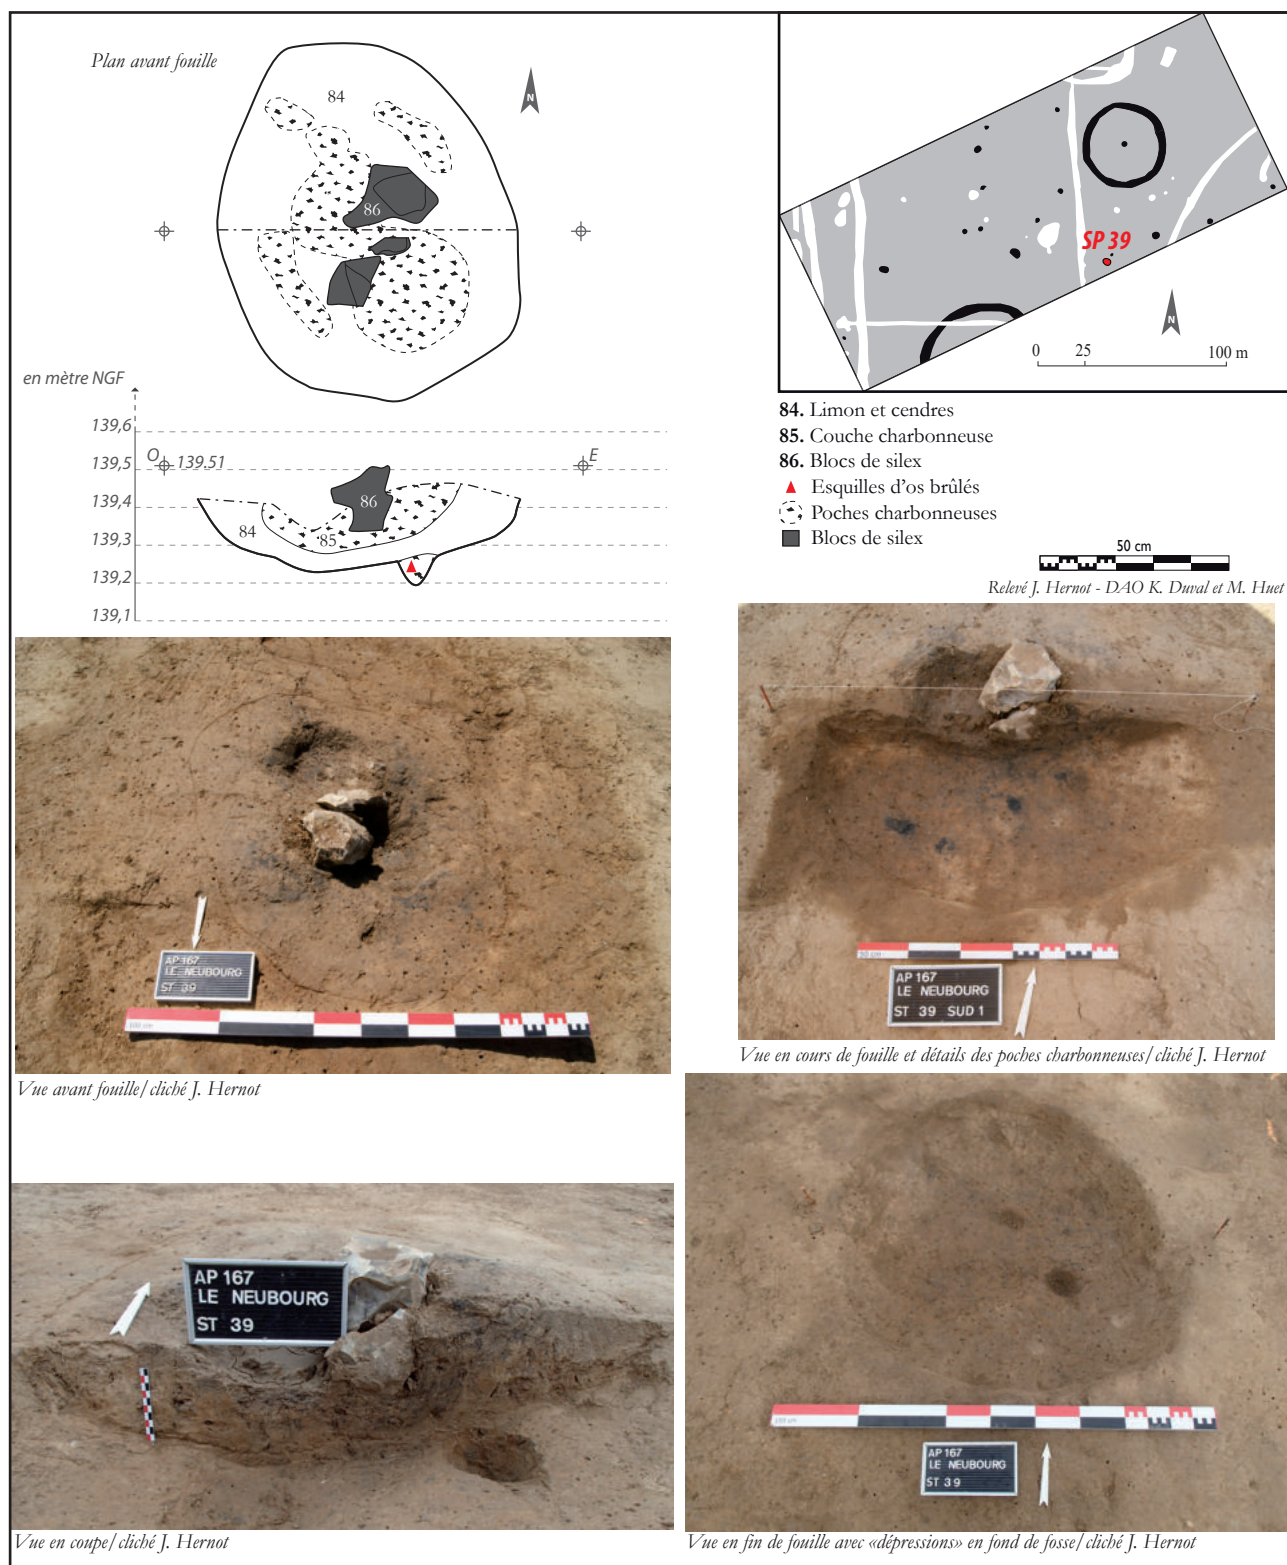 Plan avant fouille
N
84
86
SP 39
N
0 25 100 m
en mètre NGF
139,6
139,5
139,4
139,3
139,2
139,1
O
139.51
E
86
84
85
84. Limon et cendres
85. Couche charbonneuse
86. Blocs de silex
Esquilles d'os brûlés
Poches charbonneuses
Blocs de silex
50 cm
Relevé J. Hernot - DAO K. Duval et M. Huet
AP 167
LE NEUBOURG
ST 39
100 cm
Vue avant fouille/cliché J. Hernot
50 cm
AP 167
LE NEUBOURG
ST 39 SUD 1
Vue en cours de fouille et détails des poches charbonneuses/cliché J. Hernot
AP 167
LE NEUBOURG
ST 39
Vue en coupe/cliché J. Hernot
AP 167
LE NEUBOURG
ST 39
Vue en fin de fouille avec «dépressions» en fond de fosse/cliché J. Hernot